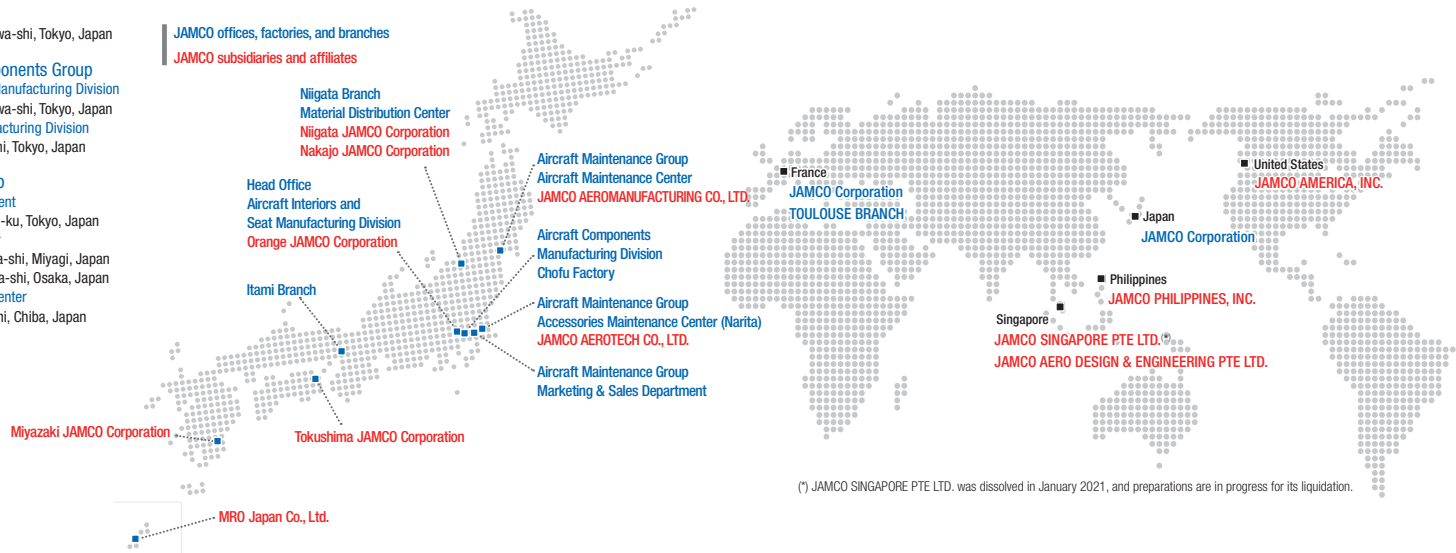 wa-shi, Tokyo, Japan
ponents Group
Manufacturing Division
wa-shi, Tokyo, Japan
facturing Division
hi, Tokyo, Japan
ent
-ku, Tokyo, Japan
a-shi, Miyagi, Japan
a-shi, Osaka, Japan
enter
hi, Chiba, Japan
JAMCO offices, factories, and branches
JAMCO subsidiaries and affiliates
Niigata Branch
Material Distribution Center
Niigata JAMCO Corporation
Nakajo JAMCO Corporation
Head Office
Aircraft Interiors and
Seat Manufacturing Division
Orange JAMCO Corporation
Itami Branch
Aircraft Maintenance Group
Aircraft Maintenance Center
JAMCO AEROMANUFACTURING CO., LTD.
Aircraft Components
Manufacturing Division
Chofu Factory
Aircraft Maintenance Group
Accessories Maintenance Center (Narita)
JAMCO AEROTECH CO., LTD.
Aircraft Maintenance Group
Marketing & Sales Department
Miyazaki JAMCO Corporation
Tokushima JAMCO Corporation
MRO Japan Co., Ltd.
France
JAMCO Corporation
TOULOUSE BRANCH
United States
JAMCO AMERICA, INC.
Japan
JAMCO Corporation
Philippines
JAMCO PHILIPPINES, INC.
Singapore
JAMCO SINGAPORE PTE LTD.(*)
JAMCO AERO DESIGN & ENGINEERING PTE LTD.
(*) JAMCO SINGAPORE PTE LTD. was dissolved in January 2021, and preparations are in progress for its liquidation.